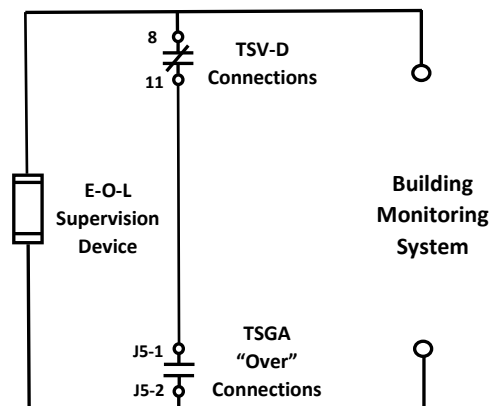 8
TSV-D
Connections
11
E-O-L
Supervision
Device
Building
Monitoring
System
J5-1
TSGA
“Over”
Connections
J5-2